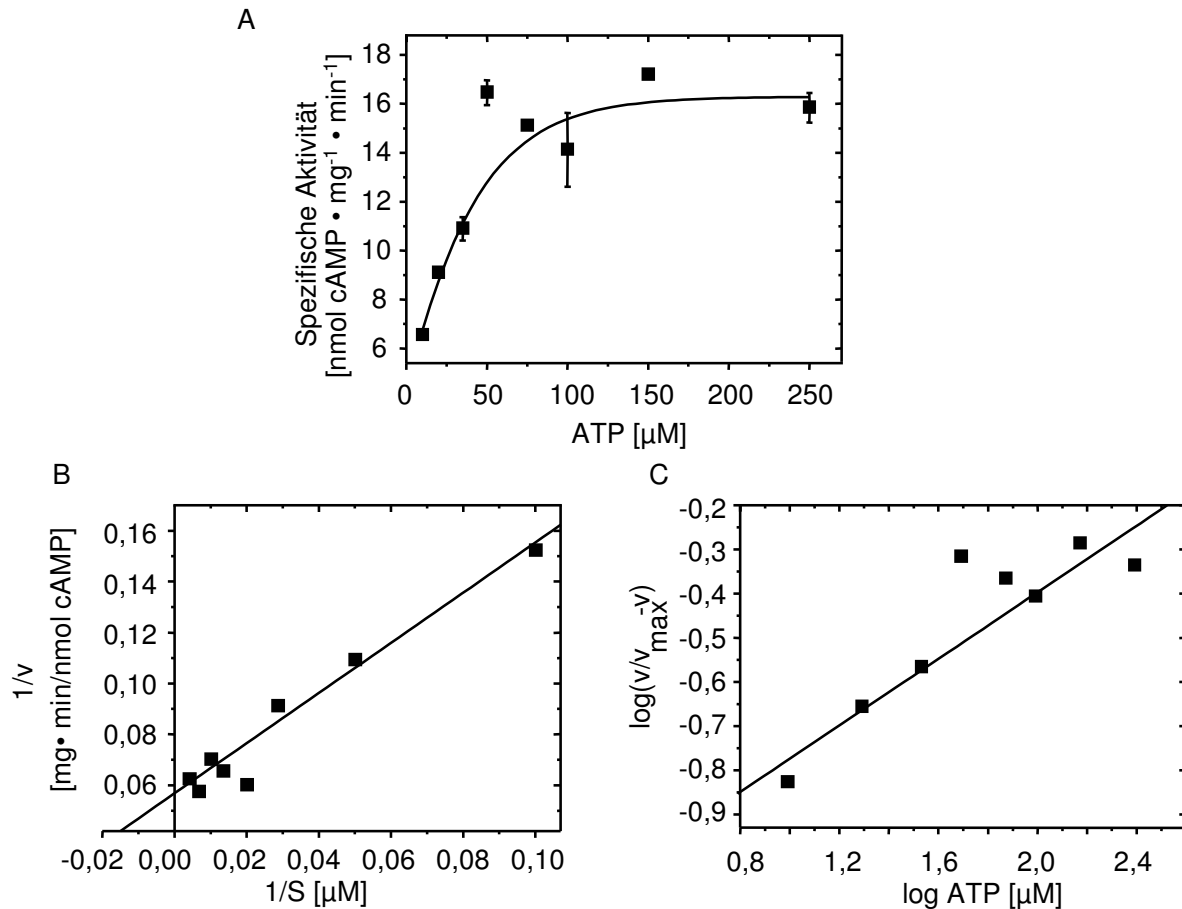 A
Spezifische Aktivität
[nmol cAMP • mg⁻¹ • min⁻¹]
18
16
14
12
10
8
6
0 50 100 150 200 250
ATP [µM]
B
1/v
[mg• min/nmol cAMP]
0,16
0,14
0,12
0,10
0,08
0,06
-0,02 0,00 0,02 0,04 0,06 0,08 0,10
1/S [µM]
C
log(v/vmax-v)
-0,2
-0,3
-0,4
-0,5
-0,6
-0,7
-0,8
-0,9
0,8 1,2 1,6 2,0 2,4
log ATP [µM]